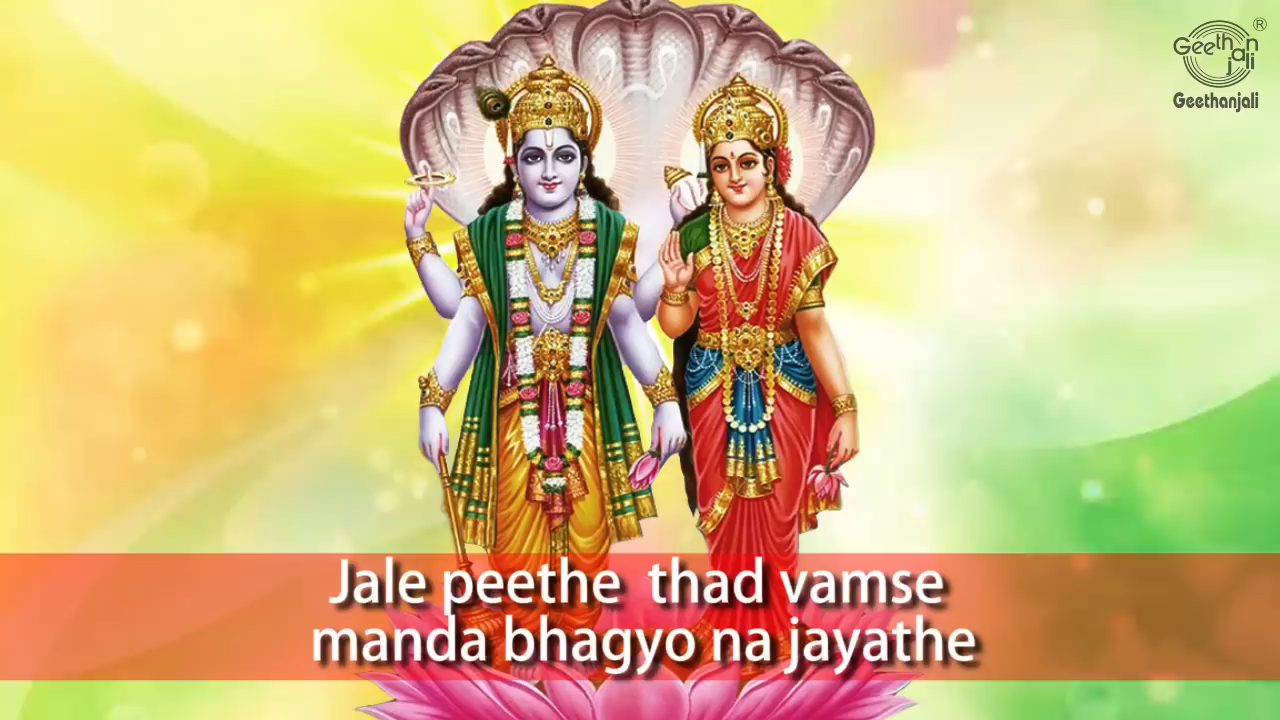 Geethanjali
®
Geethanjali
Jale peethe thad vamse
manda bhagyo na jayathe